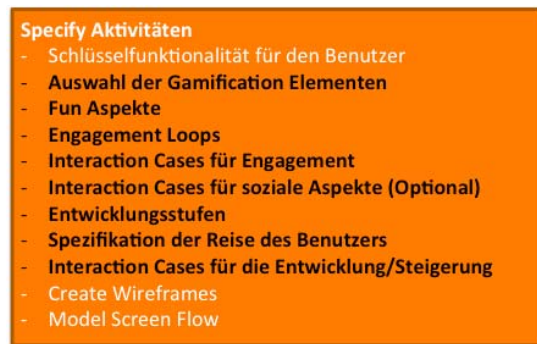 Specify Aktivitäten
- Schlüsselfunktionalität für den Benutzer
- Auswahl der Gamification Elementen
- Fun Aspekte
- Engagement Loops
- Interaction Cases für Engagement
- Interaction Cases für soziale Aspekte (Optional)
- Entwicklungsstufen
- Spezifikation der Reise des Benutzers
- Interaction Cases für die Entwicklung/Steigerung
- Create Wireframes
- Model Screen Flow